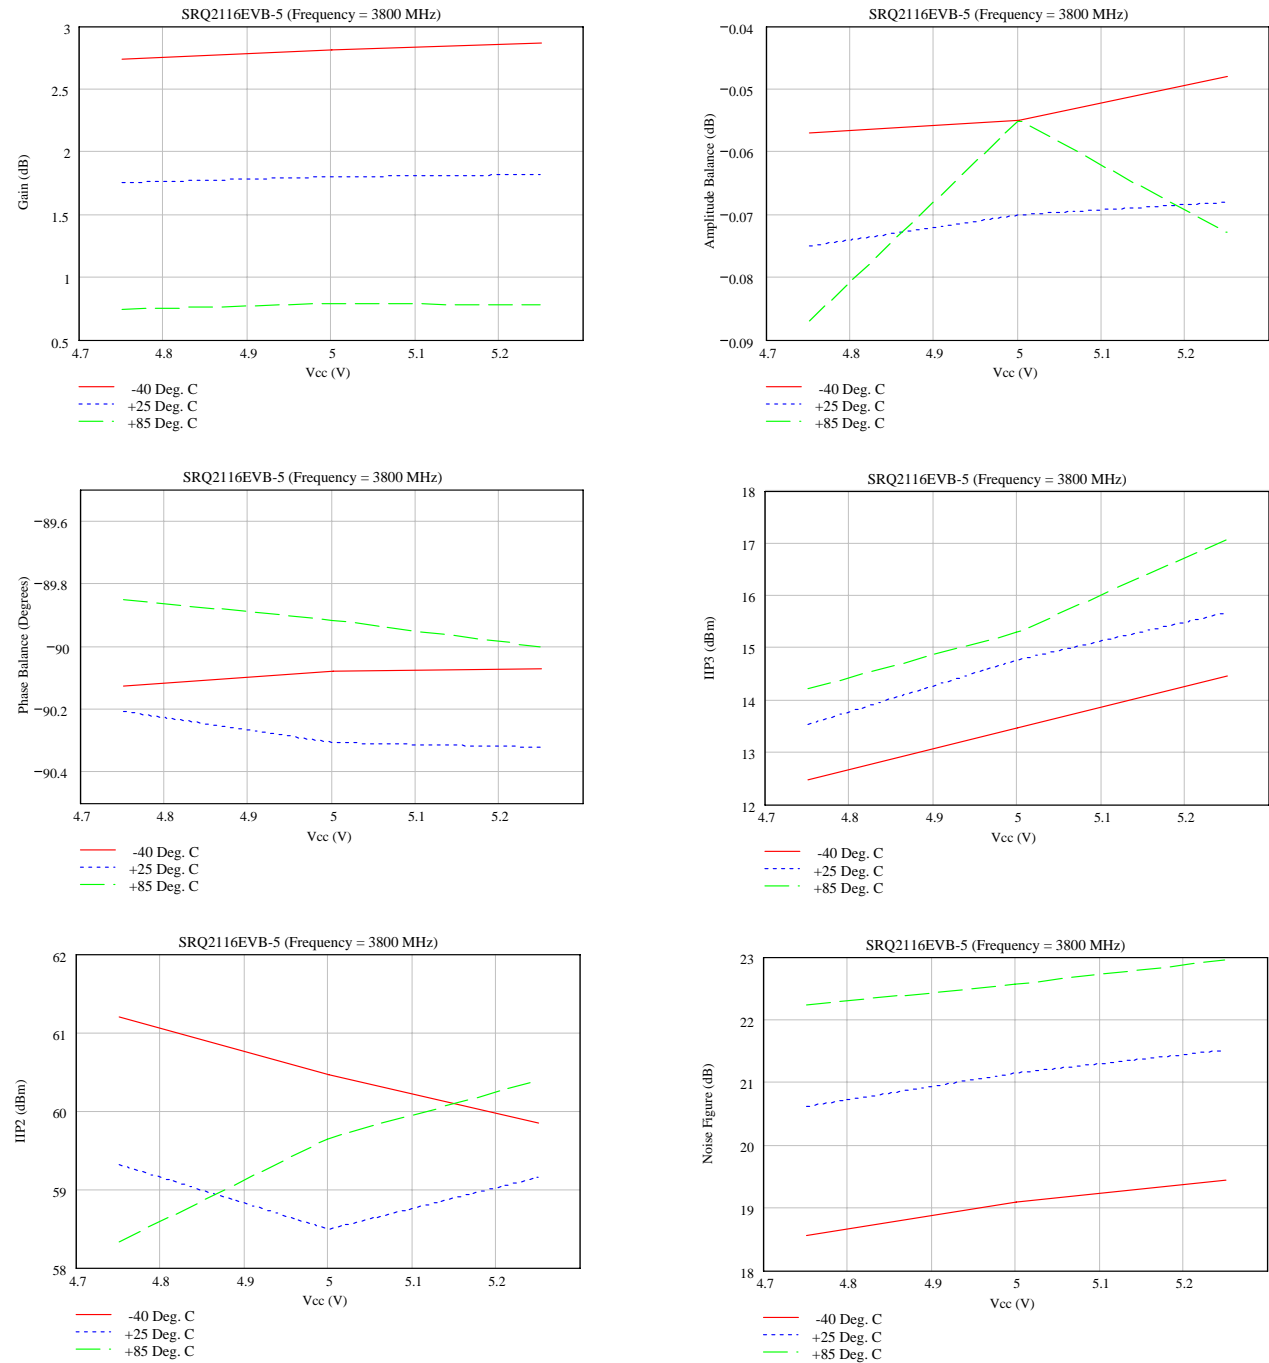 SRQ2116EVB-5 (Frequency = 3800 MHz)
Gain (dB)
3
2.5
2
1.5
1
0.5
4.7 4.8 4.9 5 5.1 5.2
Vcc (V)
-40 Deg. C
+25 Deg. C
+85 Deg. C
SRQ2116EVB-5 (Frequency = 3800 MHz)
Amplitude Balance (dB)
−0.04
−0.05
−0.06
−0.07
−0.08
−0.09
4.7 4.8 4.9 5 5.1 5.2
Vcc (V)
-40 Deg. C
+25 Deg. C
+85 Deg. C
SRQ2116EVB-5 (Frequency = 3800 MHz)
Phase Balance (Degrees)
−89.6
−89.8
−90
−90.2
−90.4
4.7 4.8 4.9 5 5.1 5.2
Vcc (V)
-40 Deg. C
+25 Deg. C
+85 Deg. C
SRQ2116EVB-5 (Frequency = 3800 MHz)
IIP3 (dBm)
18
17
16
15
14
13
12
4.7 4.8 4.9 5 5.1 5.2
Vcc (V)
-40 Deg. C
+25 Deg. C
+85 Deg. C
SRQ2116EVB-5 (Frequency = 3800 MHz)
IIP2 (dBm)
62
61
60
59
58
4.7 4.8 4.9 5 5.1 5.2
Vcc (V)
-40 Deg. C
+25 Deg. C
+85 Deg. C
SRQ2116EVB-5 (Frequency = 3800 MHz)
Noise Figure (dB)
23
22
21
20
19
18
4.7 4.8 4.9 5 5.1 5.2
Vcc (V)
-40 Deg. C
+25 Deg. C
+85 Deg. C